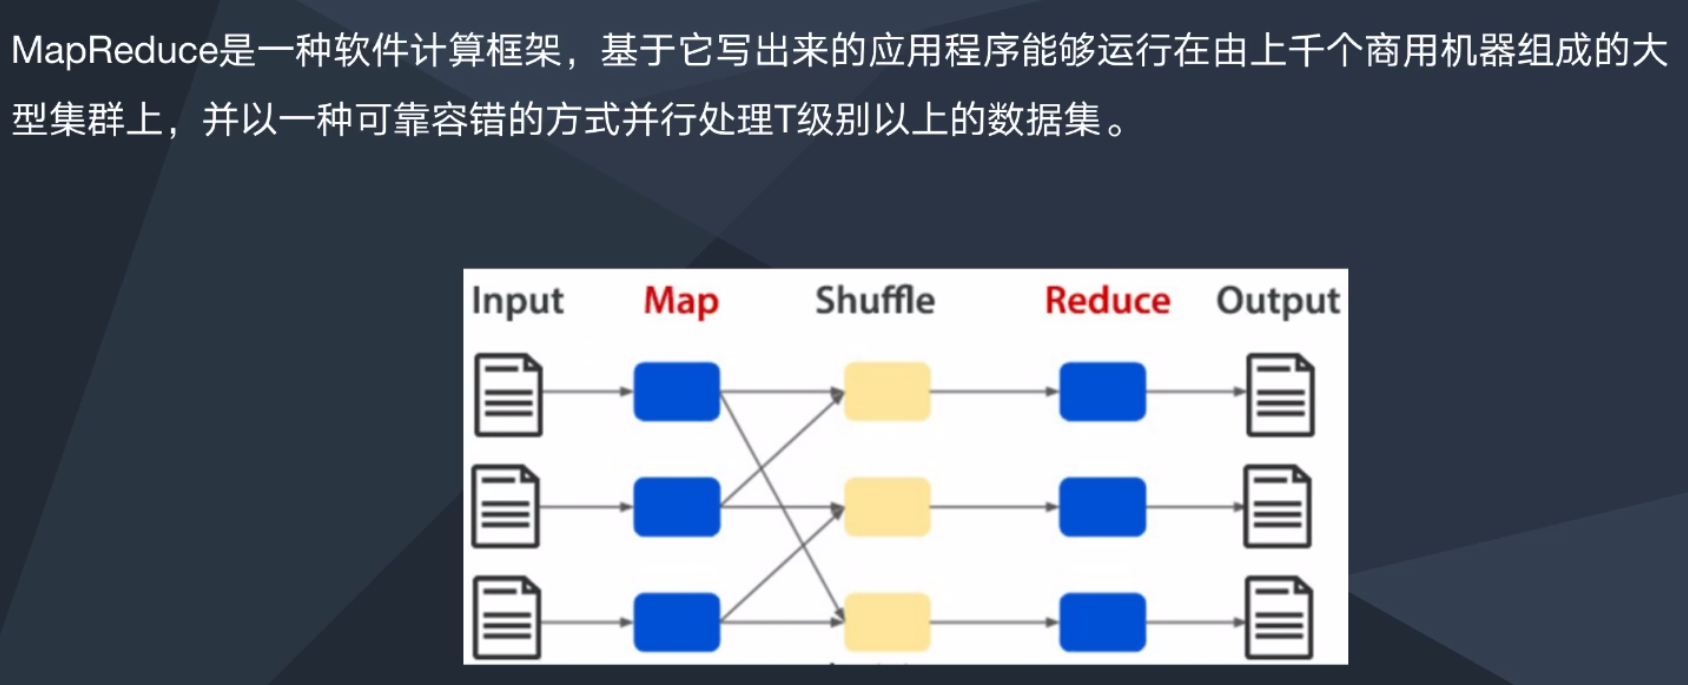 MapReduce是一种软件计算框架，基于它写出来的应用程序能够运行在由上千个商用机器组成的大
型集群上，并以一种可靠容错的方式并行处理T级别以上的数据集。
Input Map Shuffle Reduce Output